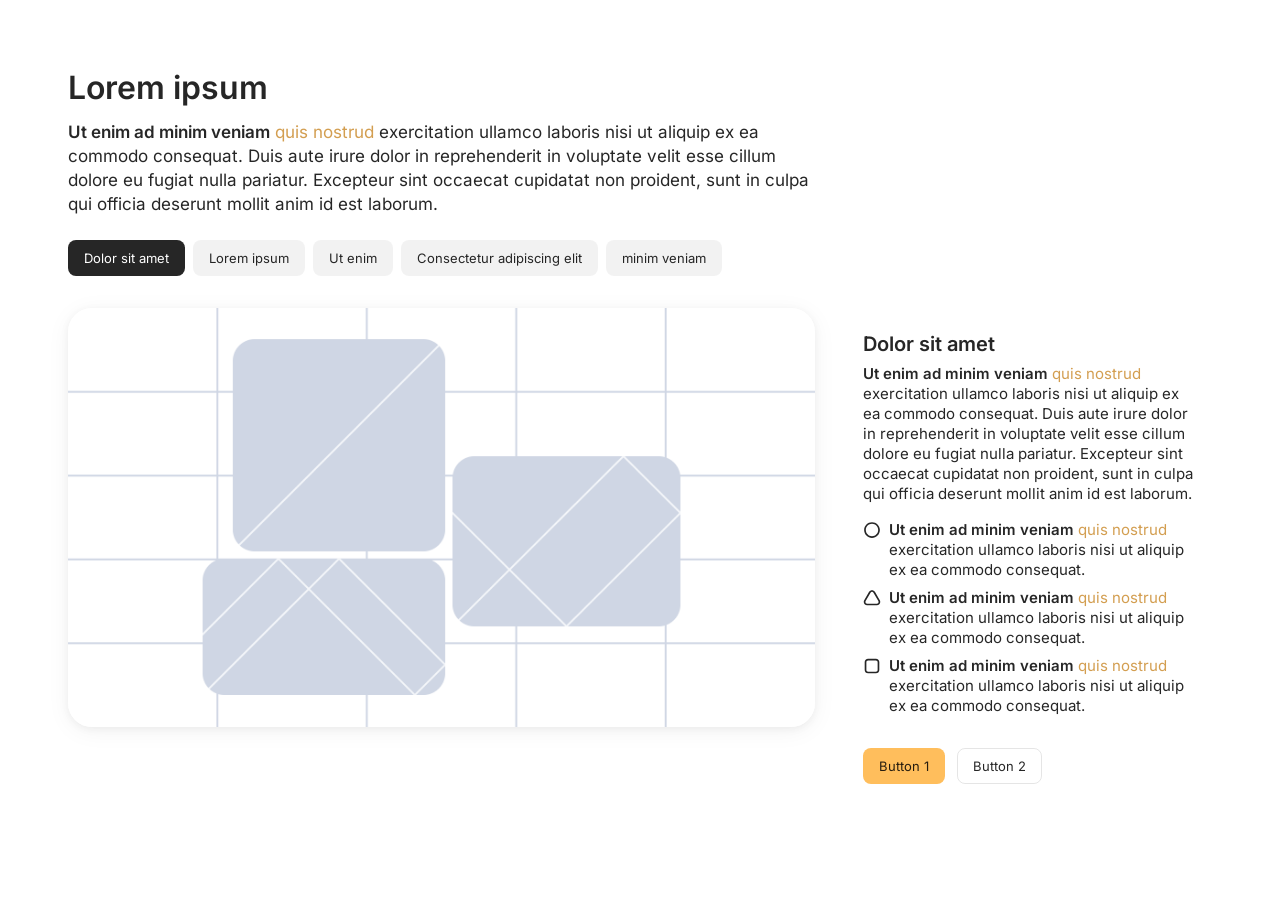 Lorem ipsum
Ut enim ad minim veniam quis nostrud exercitation ullamco laboris nisi ut aliquip ex ea
commodo consequat. Duis aute irure dolor in reprehenderit in voluptate velit esse cillum
dolore eu fugiat nulla pariatur. Excepteur sint occaecat cupidatat non proident, sunt in culpa
qui officia deserunt mollit anim id est laborum.
Dolor sit amet
Lorem ipsum
Ut enim
Consectetur adipiscing elit
minim veniam
Dolor sit amet
Ut enim ad minim veniam quis nostrud
exercitation ullamco laboris nisi ut aliquip ex
ea commodo consequat. Duis aute irure dolor
in reprehenderit in voluptate velit esse cillum
dolore eu fugiat nulla pariatur. Excepteur sint
occaecat cupidatat non proident, sunt in culpa
qui officia deserunt mollit anim id est laborum.
Ut enim ad minim veniam quis nostrud
exercitation ullamco laboris nisi ut aliquip
ex ea commodo consequat.
Ut enim ad minim veniam quis nostrud
exercitation ullamco laboris nisi ut aliquip
ex ea commodo consequat.
Ut enim ad minim veniam quis nostrud
exercitation ullamco laboris nisi ut aliquip
ex ea commodo consequat.
Button 1
Button 2